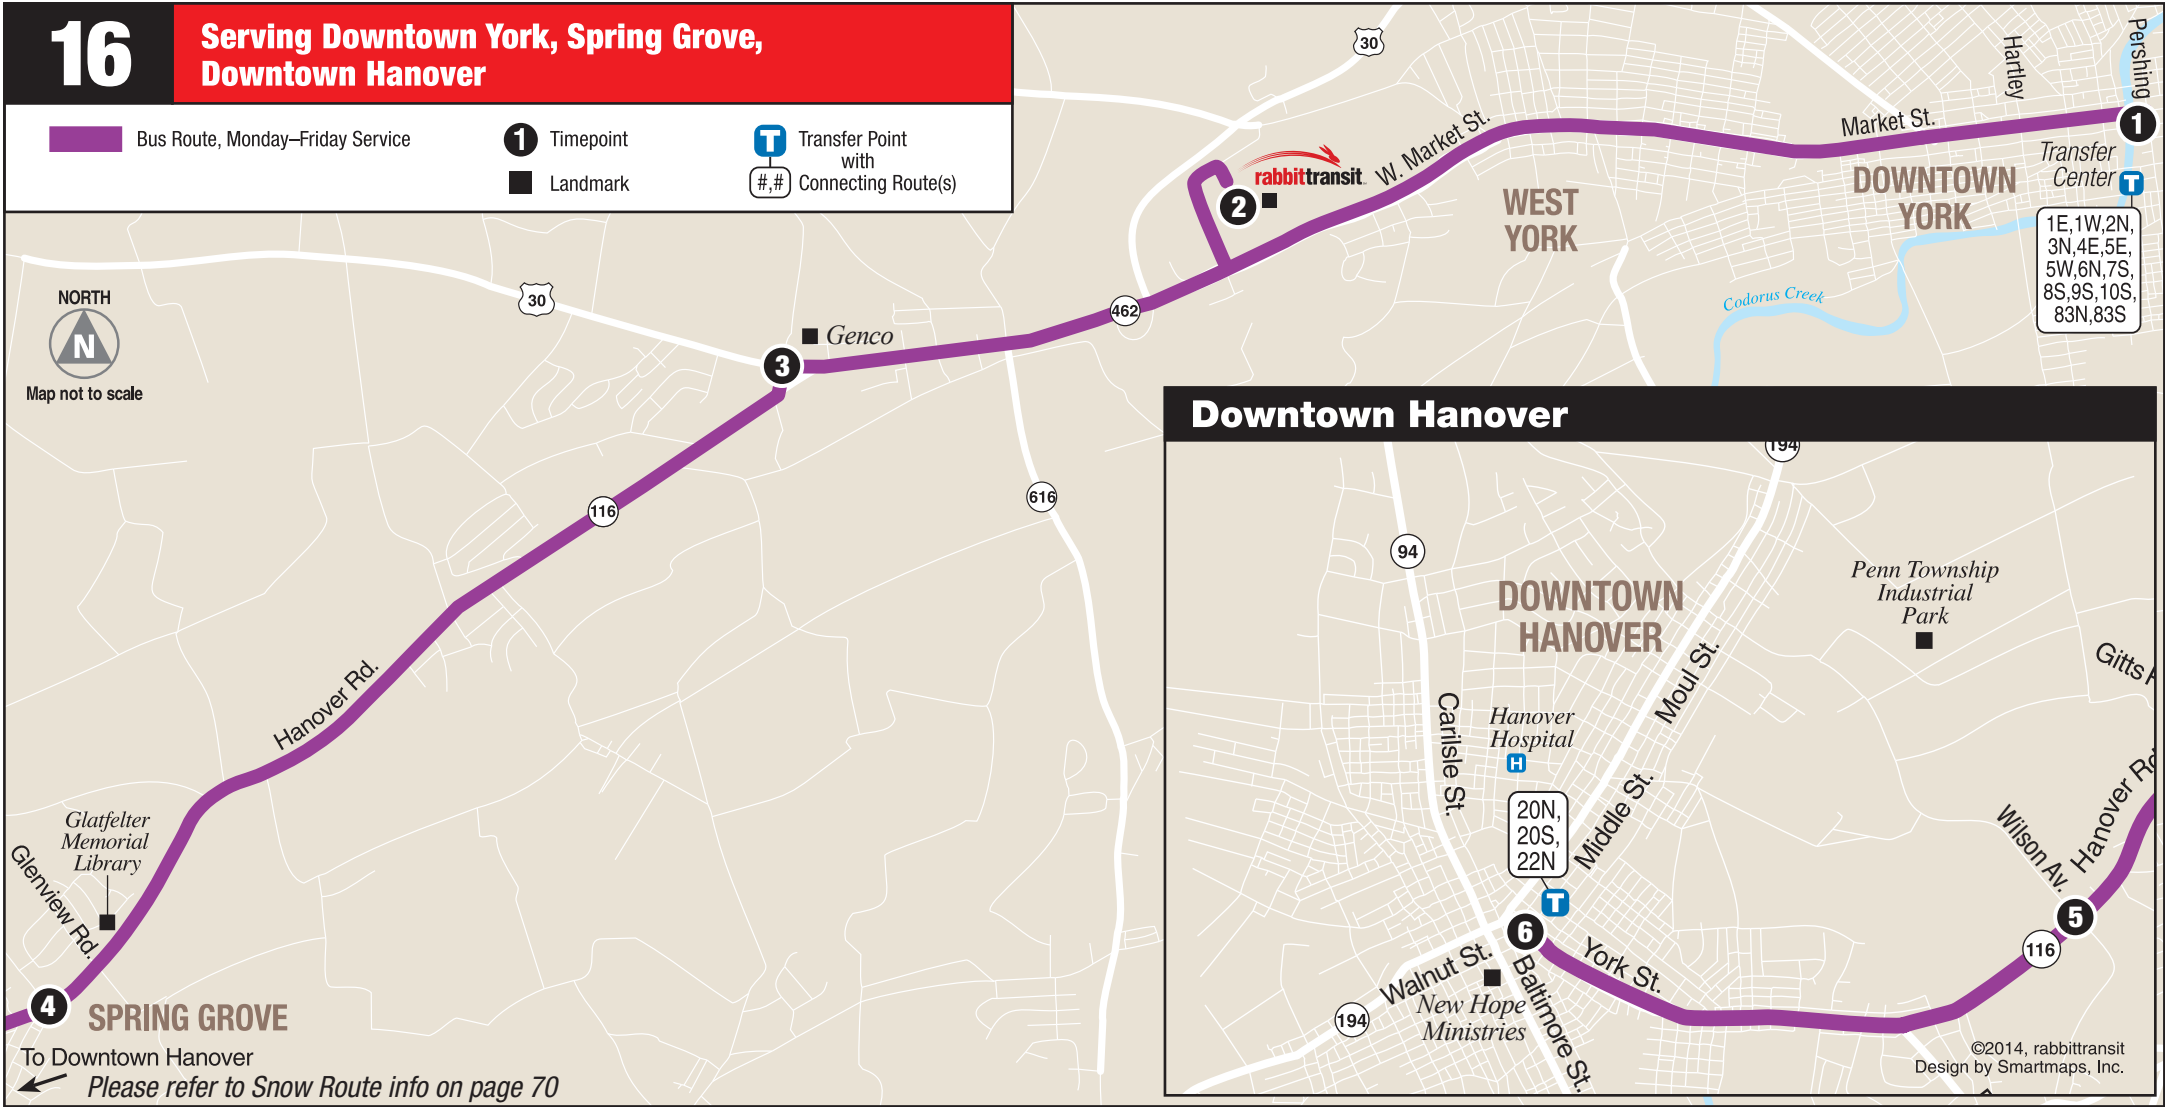 16
Serving Downtown York, Spring Grove,
Downtown Hanover
Bus Route, Monday–Friday Service
1 Timepoint
Landmark
T Transfer Point
with
#,# Connecting Route(s)
30
Hartley
Pershing
Market St.
1
W. Market St.
rabbittransit
2
Transfer
Center
T
DOWNTOWN
YORK
WEST
YORK
1E,1W,2N,
3N,4E,5E,
5W,6N,7S,
8S,9S,10S,
83N,83S
Codorus Creek
NORTH
N
Map not to scale
30
462
Genco
3
616
116
Hanover Rd.
Glatfelter
Memorial
Library
Glenview Rd.
4
SPRING GROVE
To Downtown Hanover
Please refer to Snow Route info on page 70
Downtown Hanover
194
94
DOWNTOWN
HANOVER
Penn Township
Industrial
Park
Gitts
Moul St.
Carilsle St.
Hanover
Hospital
H
20N,
20S,
22N
Middle St.
T
Wilson Av.
Hanover Rd
5
116
6
York St.
Walnut St.
Baltimore St.
New Hope
Ministries
194
©2014, rabbittransit
Design by Smartmaps, Inc.